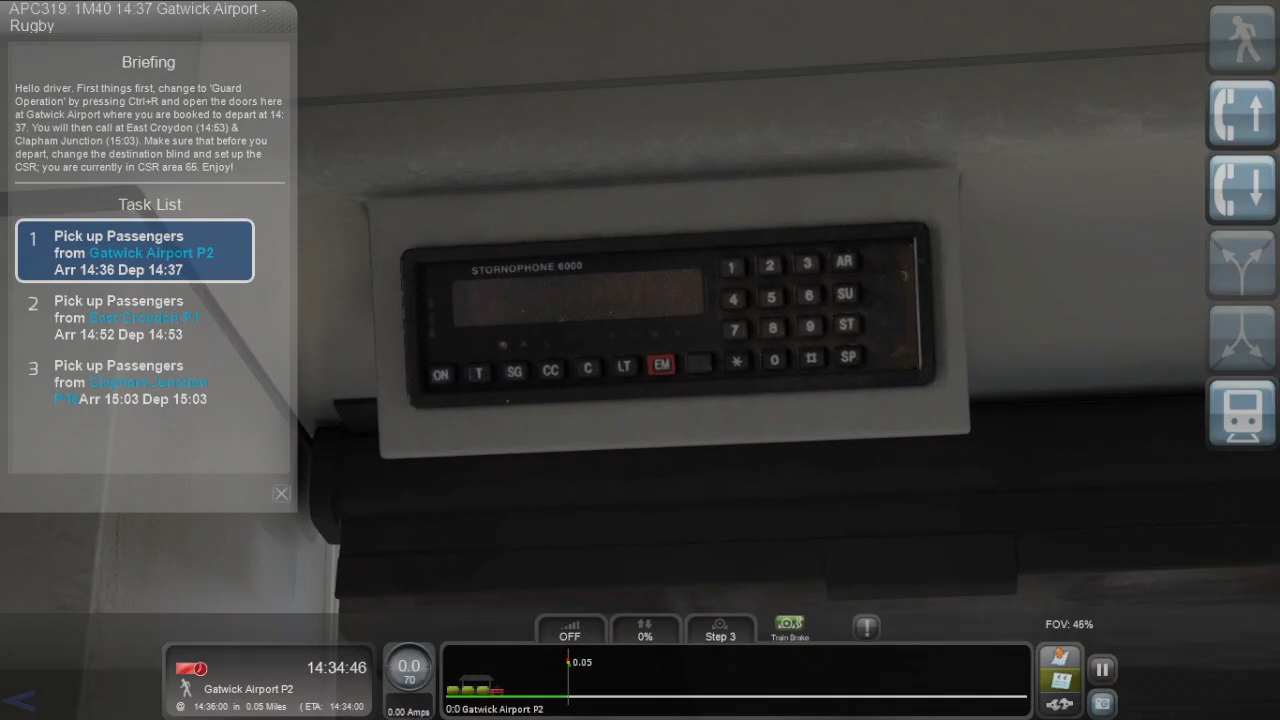 APC319: 1M40 14:37 Gatwick Airport -
Rugby
Briefing
Hello driver. First things first, change to 'Guard
Operation' by pressing Ctrl+R and open the doors here
at Gatwick Airport where you are booked to depart at 14:
37. You will then call at East Croydon (14:53) &
Clapham Junction (15:03). Make sure that before you
depart, change the destination blind and set up the
CSR; you are currently in CSR area 65. Enjoy!
Task List
1 Pick up Passengers
from Gatwick Airport P2
Arr 14:36 Dep 14:37
2 Pick up Passengers
from East Croydon P1
Arr 14:52 Dep 14:53
3 Pick up Passengers
from Clapham Junction
Arr 15:03 Dep 15:03
STORNOPHONE 6000
1 2 3 AR
4 5 6 SU
7 8 9 ST
ON T SG CC C LT EM * 0 ⌗ SP
OFF
0%
Step 3
Train Brake
!
FOV: 45%
14:34:46
Gatwick Airport P2
@ 14:36:00 in 0.05 Miles ( ETA: 14:34:00
0.0
70
0.00 Amps
0.05
0:0 Gatwick Airport P2